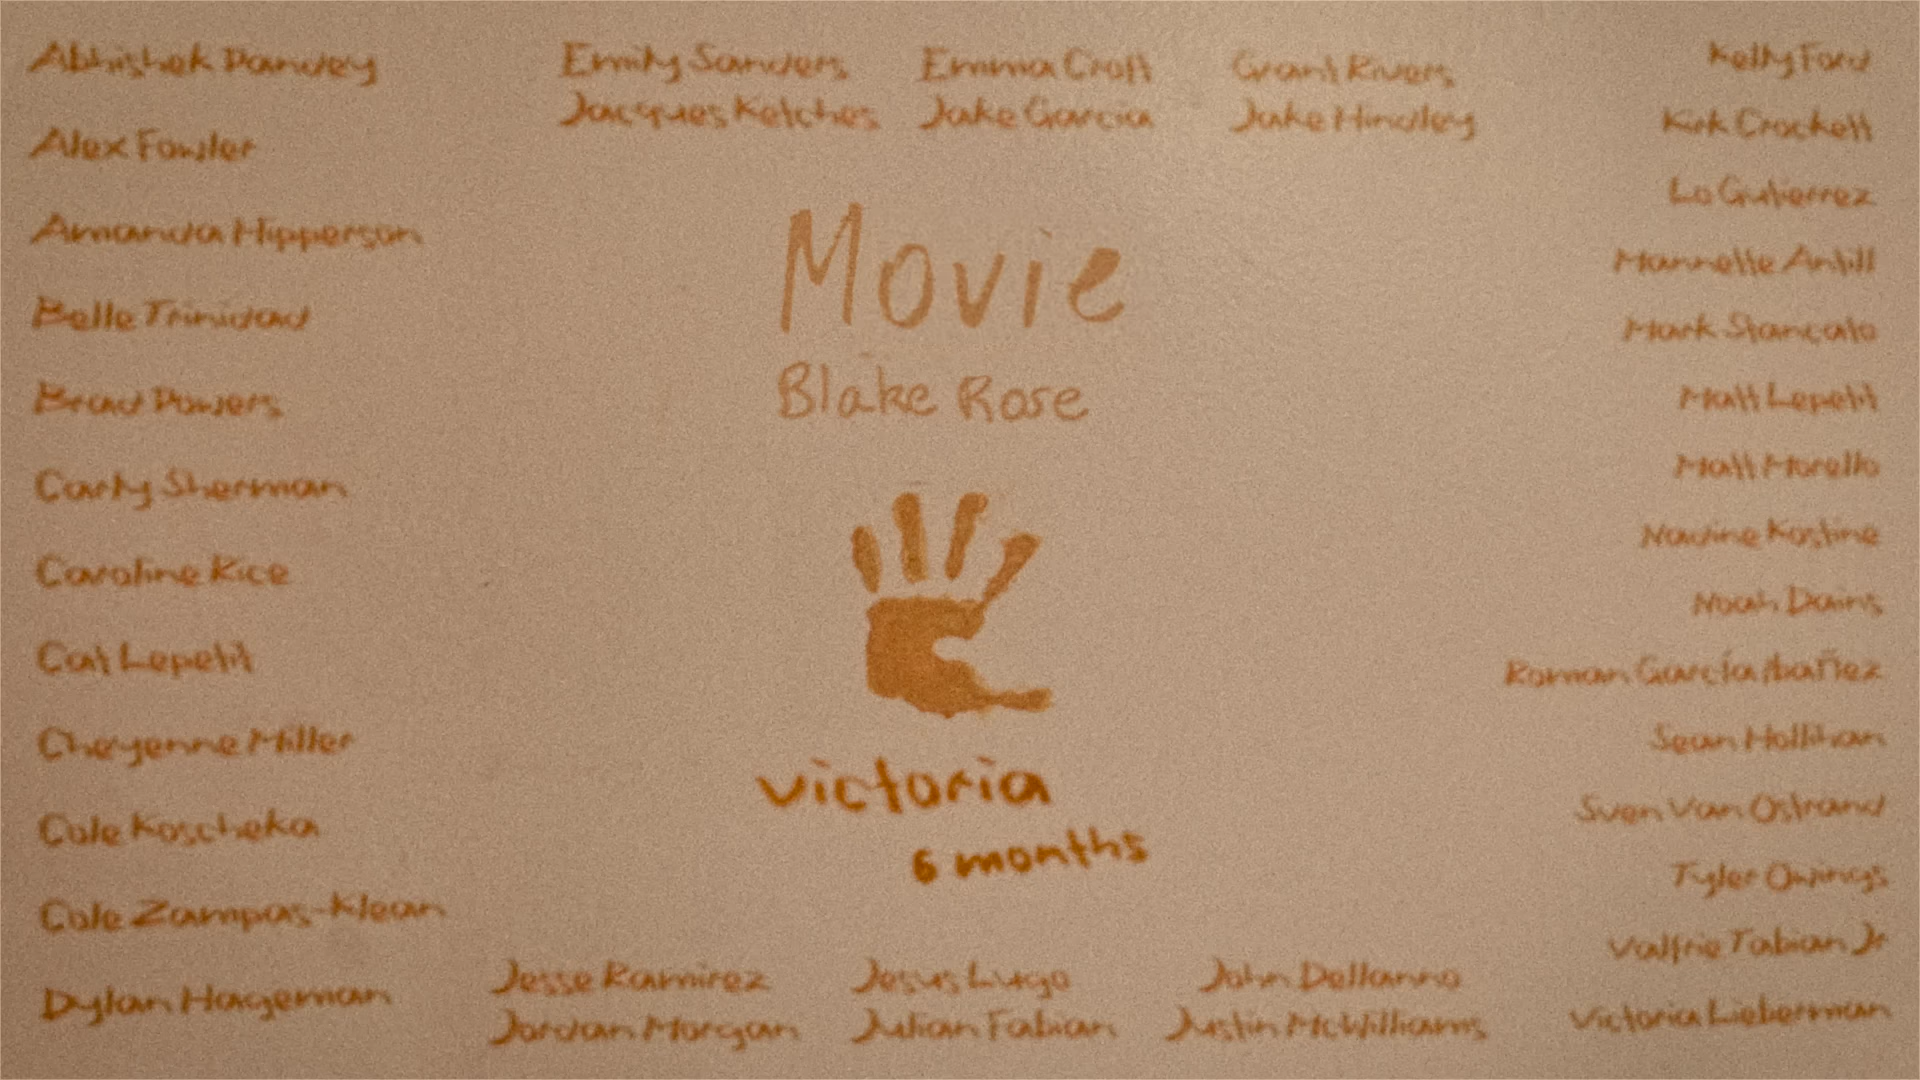 Abhishek Pandey
Alex Fowler
Amanda Hipperson
Belle Trinidad
Brad Powers
Carly Sherman
Caroline Rice
Cat Lepetit
Cheyenne Miller
Cole Koscheka
Cole Zampas-Klean
Dylan Hageman
Emily Sanders
Jacques Ketches
Emma Croft
Jake Garcia
Grant Rivers
Jake Hindley
Movie
Blake Rose
victoria
6 months
Jesse Ramirez
Jordan Morgan
Jesus Lugo
Julian Fabian
John Dellanno
Justin McWilliams
Kelly Ford
Kirk Crockett
Lo Gutierrez
Mannette Antill
Mark Stancato
Matt Lepetit
Matt Morello
Nadine Kostine
Noah Dains
Roman García Ibañez
Sean Hollihan
Sven Van Ostrand
Tyler Owings
Valfrie Tabian Jr
Victoria Lieberman